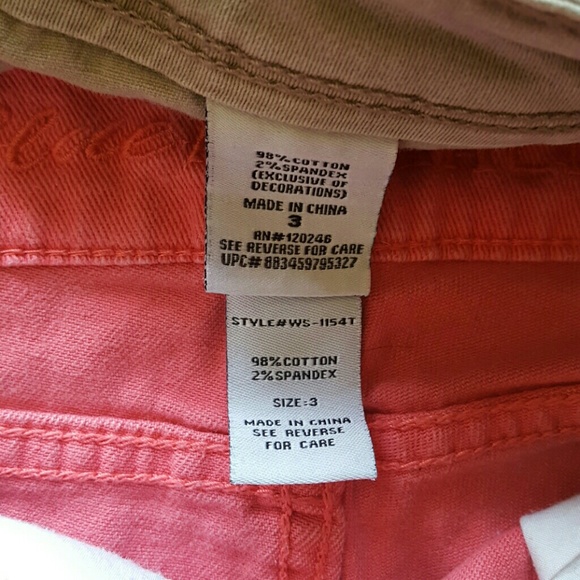 98% COTTON
2% SPANDEX
(EXCLUSIVE OF
DECORATIONS)
MADE IN CHINA
3
RN#120246
SEE REVERSE FOR CARE
UPC# 883459795327
STYLE#WS-1154T
98%COTTON
2%SPANDEX
SIZE:3
MADE IN CHINA
SEE REVERSE
FOR CARE